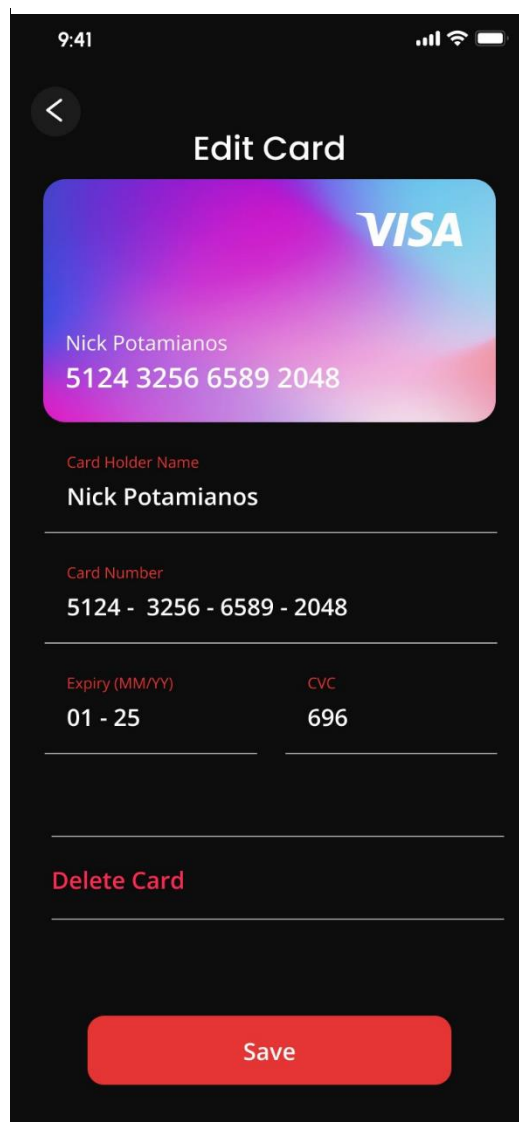 9:41
Edit Card
VISA
Nick Potamianos
5124 3256 6589 2048
Card Holder Name
Nick Potamianos
Card Number
5124 -  3256 - 6589 - 2048
Expiry (MM/YY) CVC
01 - 25 696
Delete Card
Save